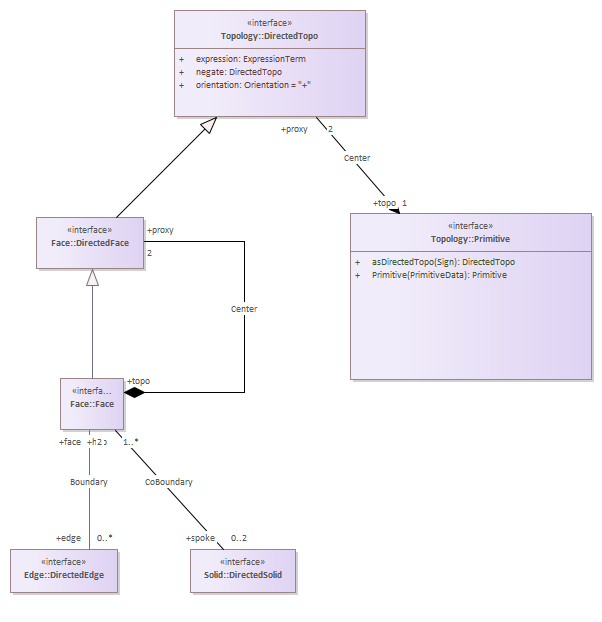 «interface»
Topology::DirectedTopo
+ expression: ExpressionTerm
+ negate: DirectedTopo
+ orientation: Orientation = "+"
+proxy 2
Center
+topo 1
«interface»
Topology::Primitive
+ asDirectedTopo(Sign): DirectedTopo
+ Primitive(PrimitiveData): Primitive
«interface»
Face::DirectedFace
+proxy
2
Center
+topo
«interfa...
Face::Face
+face 1..*
Boundary
CoBoundary
+edge 0..*
+spoke 0..2
«interface»
Edge::DirectedEdge
«interface»
Solid::DirectedSolid